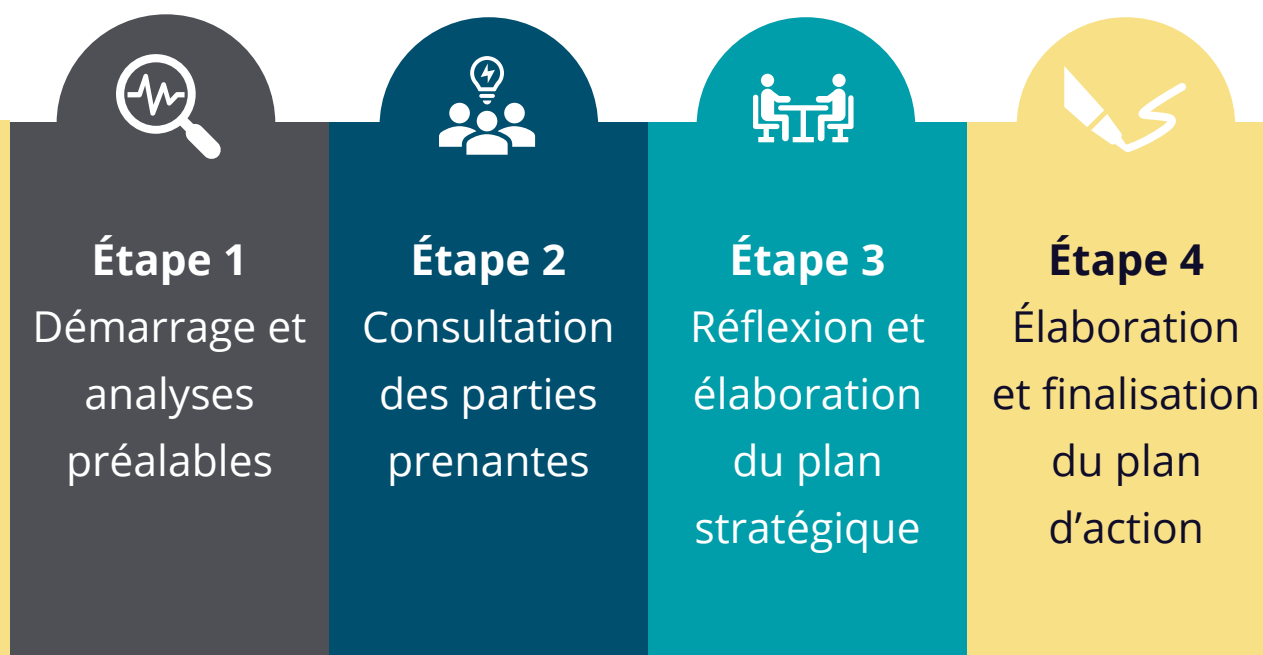 Étape 1
Démarrage et
analyses
préalables
Étape 2
Consultation
des parties
prenantes
Étape 3
Réflexion et
élaboration
du plan
stratégique
Étape 4
Élaboration
et finalisation
du plan
d’action